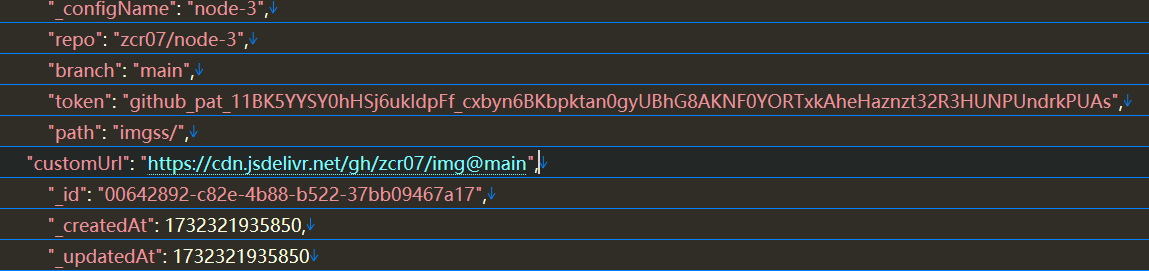 "_configName": "node-3",↓
"repo": "zcr07/node-3",↓
"branch": "main",↓
"token": ↓
"path": "imgss/",↓
"customUrl": "https://cdn.jsdelivr.net/gh/zcr07/img@main",↓
"_id": "00642892-c82e-4b88-b522-37bb09467a17",↓
"_createdAt": 1732321935850,↓
"_updatedAt": 1732321935850↓